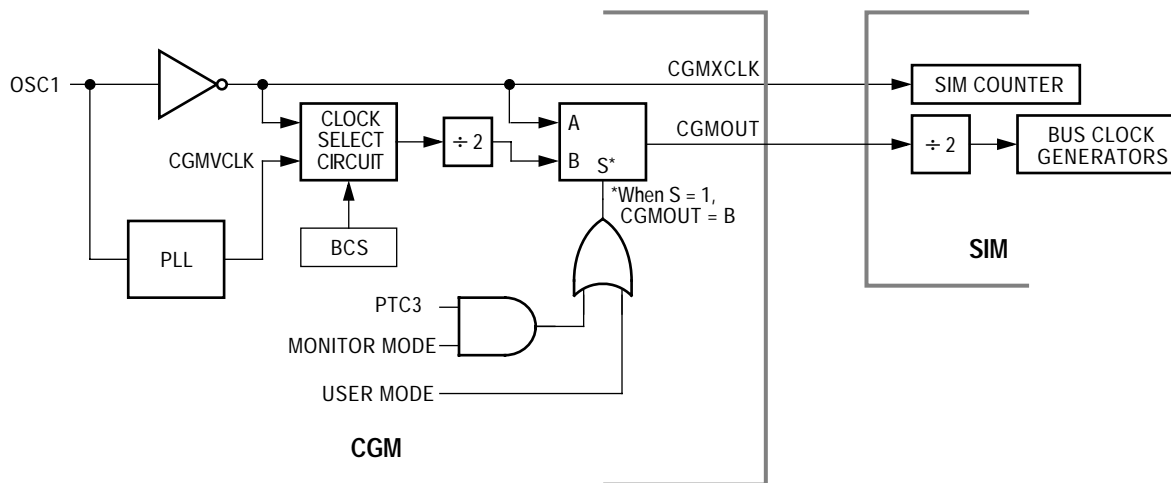 OSC1
CGMXCLK
SIM COUNTER
CLOCK
SELECT
CIRCUIT
÷ 2
A
B
S*
CGMOUT
÷ 2
BUS CLOCK
GENERATORS
CGMVCLK
*When S = 1,
CGMOUT = B
PLL
BCS
SIM
PTC3
MONITOR MODE
USER MODE
CGM